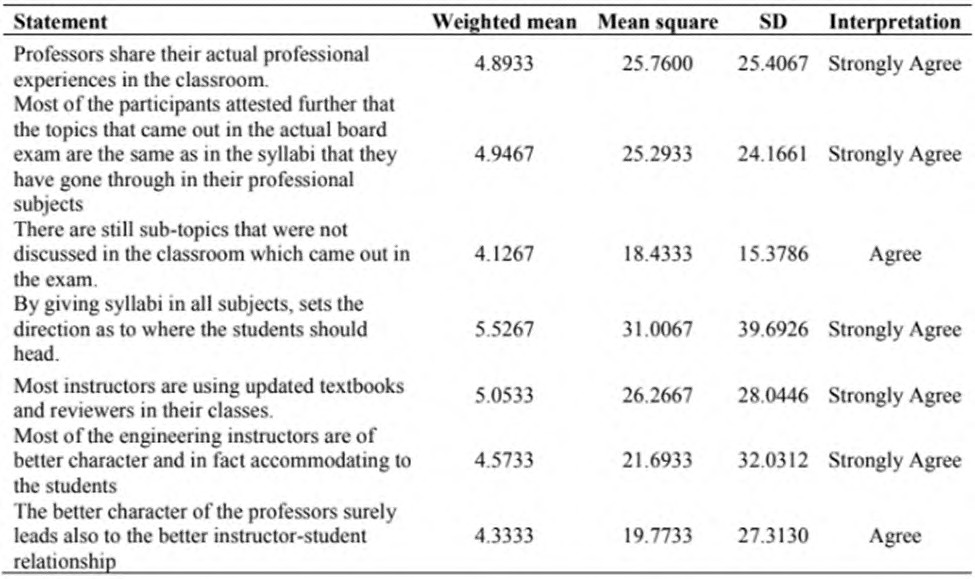 Statement Weighted mean Mean square SD Interpretation
Professors share their actual professional
experiences in the classroom. 4.8933 25.7600 25.4067 Strongly Agree
Most of the participants attested further that
the topics that came out in the actual board
exam are the same as in the syllabi that they 4.9467 25.2933 24.1661 Strongly Agree
have gone through in their professional
subjects
There are still sub-topics that were not
discussed in the classroom which came out in 4.1267 18.4333 15.3786 Agree
the exam.
By giving syllabi in all subjects, sets the
direction as to where the students should 5.5267 31.0067 39.6926 Strongly Agree
head.
Most instructors are using updated textbooks
and reviewers in their classes. 5.0533 26.2667 28.0446 Strongly Agree
Most of the engineering instructors are of
better character and in fact accommodating to 4.5733 21.6933 32.0312 Strongly Agree
the students
The better character of the professors surely
leads also to the better instructor-student 4.3333 19.7733 27.3130 Agree
relationship